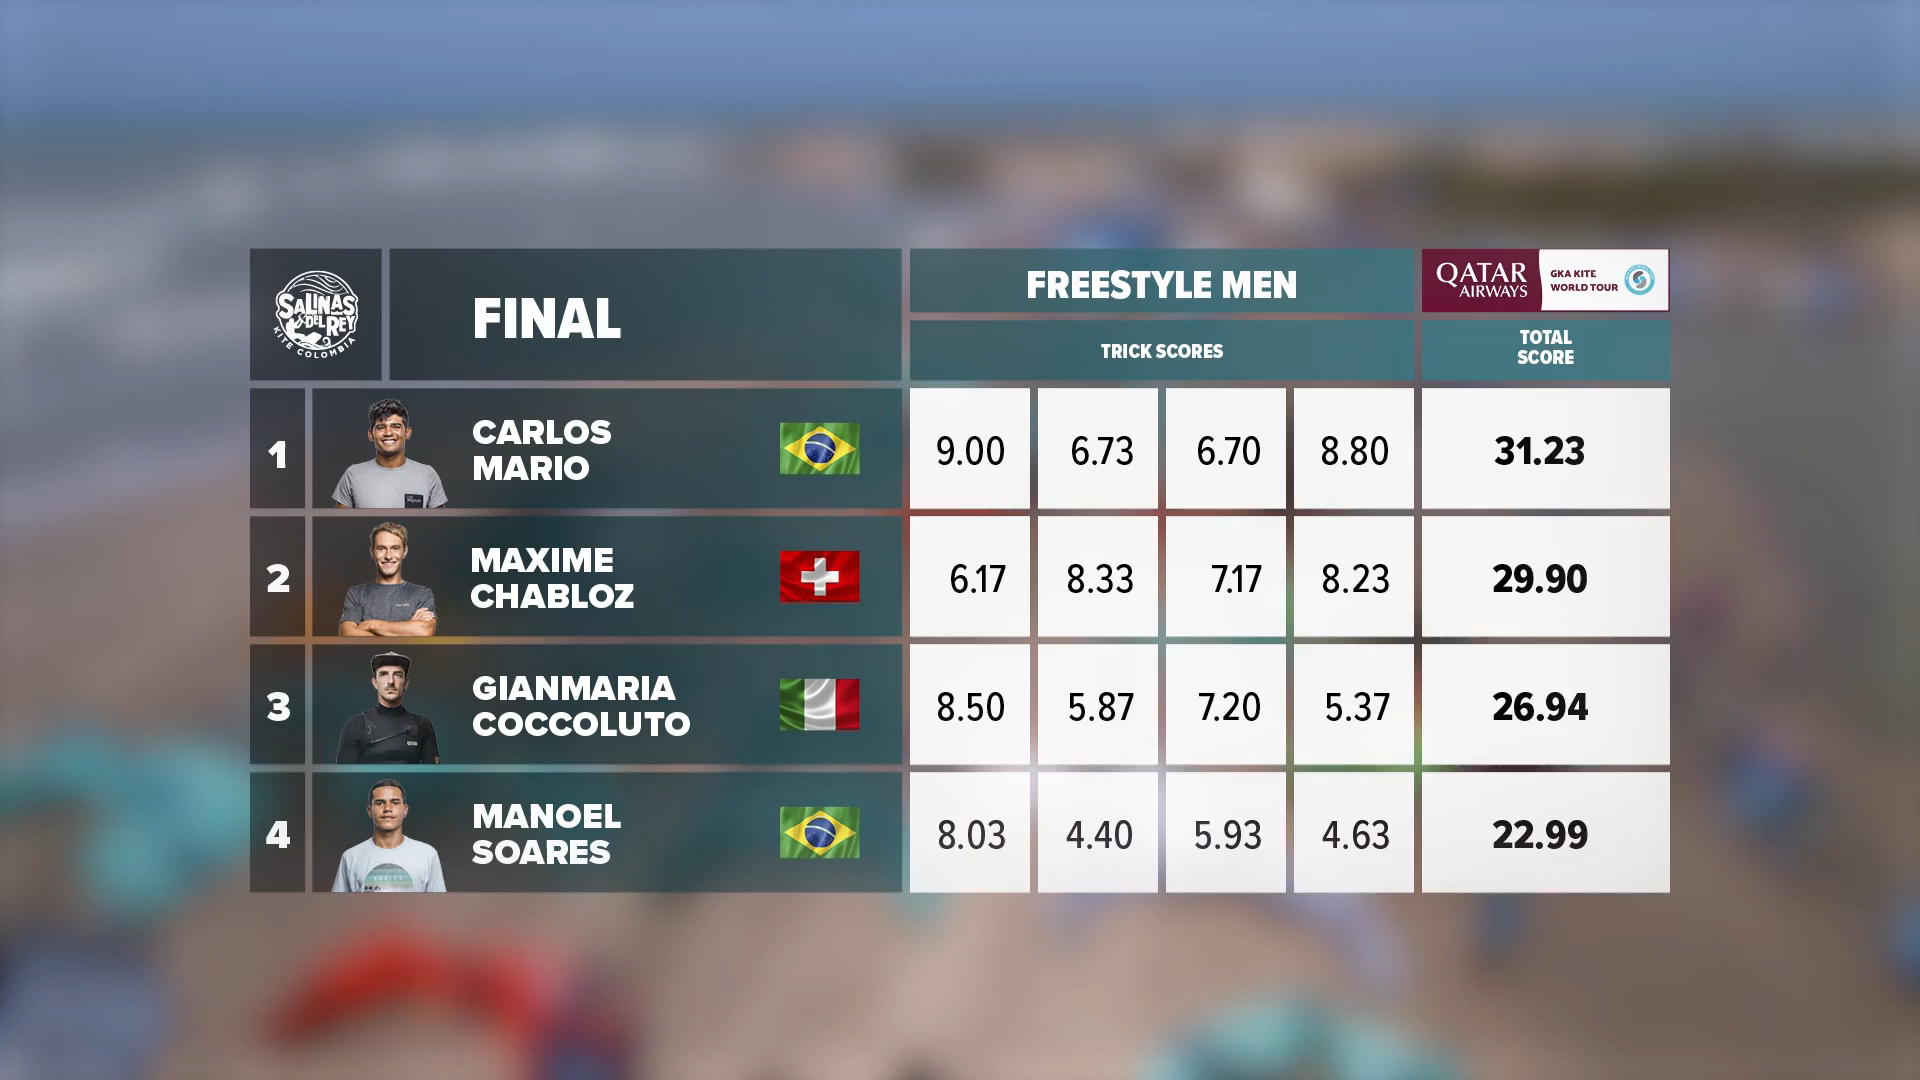 SALINAS
DEL REY
KITE COLOMBIA
FINAL
FREESTYLE MEN
QATAR
AIRWAYS
GKA KITE
WORLD TOUR
TRICK SCORES
TOTAL
SCORE
1
CARLOS
MARIO
9.00
6.73
6.70
8.80
31.23
2
MAXIME
CHABLOZ
6.17
8.33
7.17
8.23
29.90
3
GIANMARIA
COCCOLUTO
8.50
5.87
7.20
5.37
26.94
4
MANOEL
SOARES
8.03
4.40
5.93
4.63
22.99